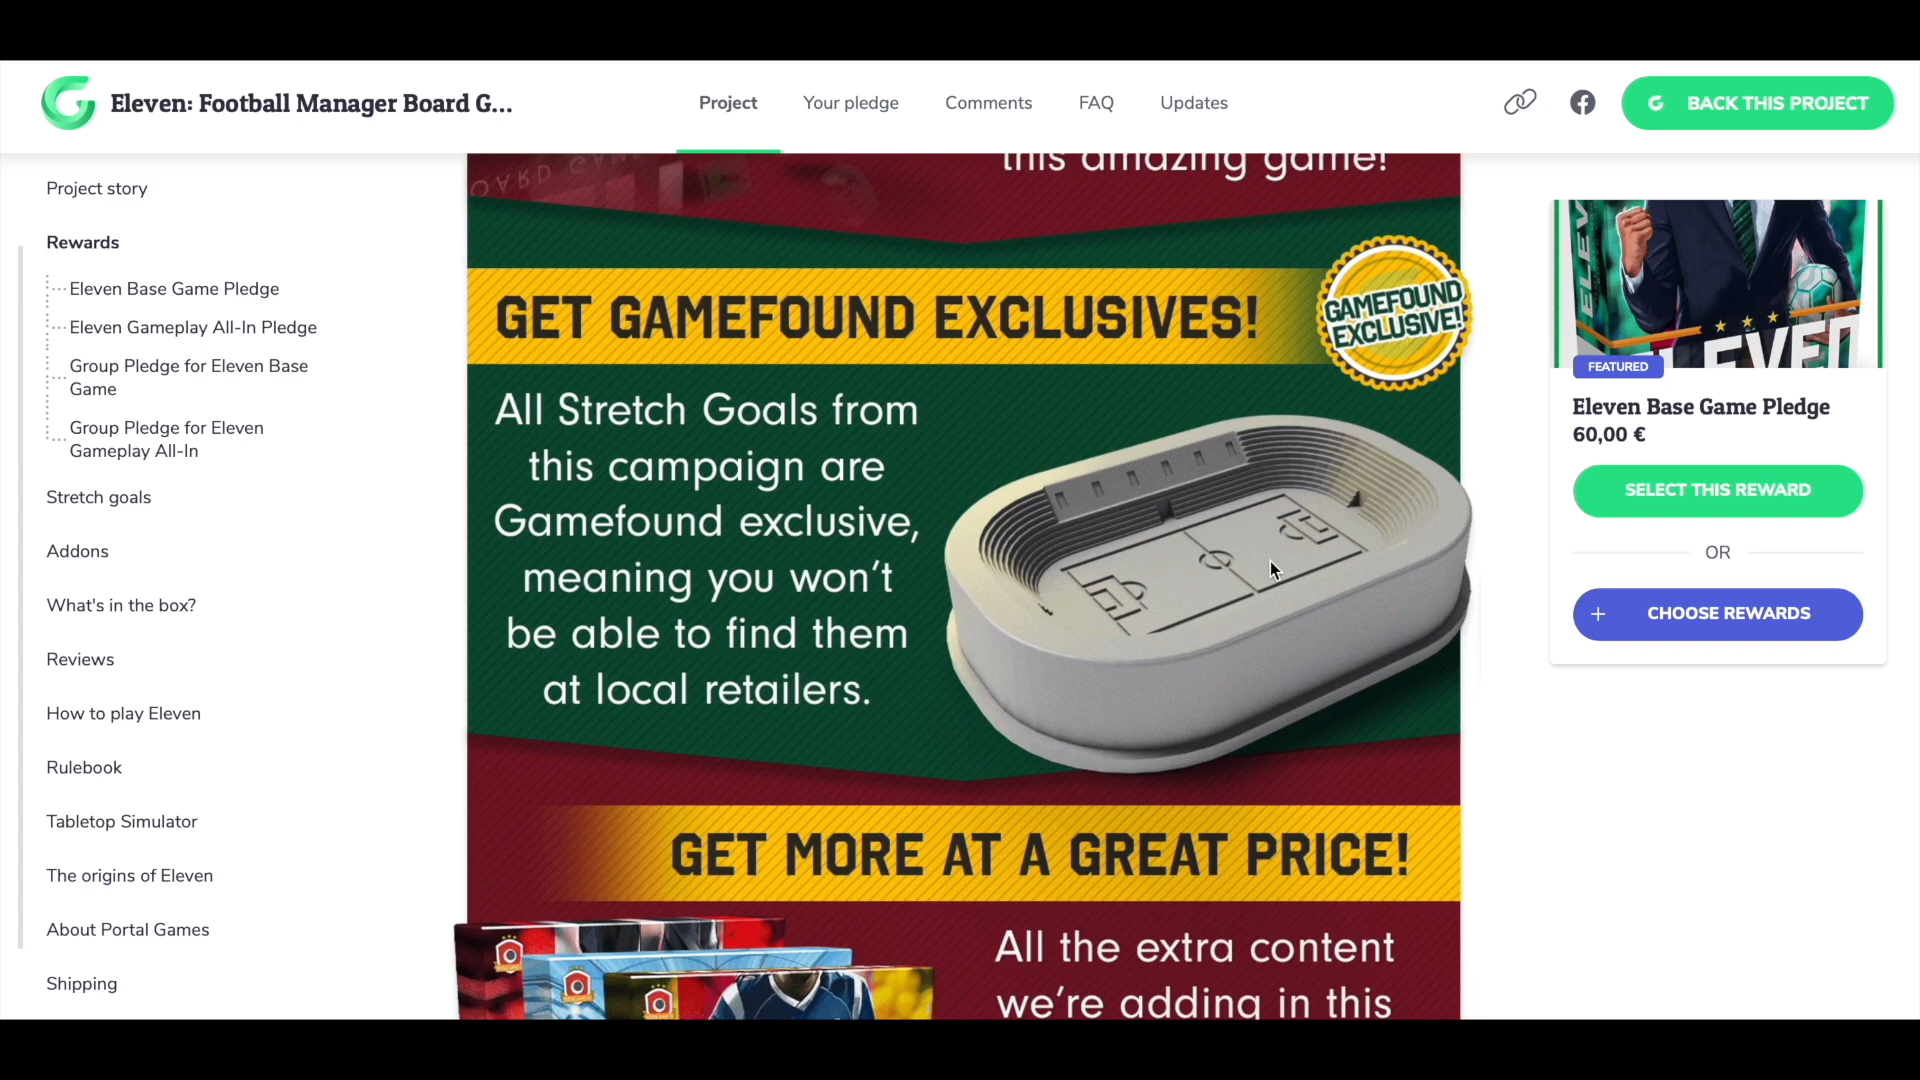 Eleven: Football Manager Board G...
Project
Your pledge
Comments
FAQ
Updates
BACK THIS PROJECT
Project story
Rewards
Eleven Base Game Pledge
Eleven Gameplay All-In Pledge
Group Pledge for Eleven Base
Game
Group Pledge for Eleven
Gameplay All-In
Stretch goals
Addons
What's in the box?
Reviews
How to play Eleven
Rulebook
Tabletop Simulator
The origins of Eleven
About Portal Games
Shipping
this amazing game!
GET GAMEFOUND EXCLUSIVES!
GAMEFOUND
EXCLUSIVE!
All Stretch Goals from
this campaign are
Gamefound exclusive,
meaning you won't
be able to find them
at local retailers.
GET MORE AT A GREAT PRICE!
All the extra content
we're adding in this
ELEVEN
FEATURED
Eleven Base Game Pledge
60,00 €
SELECT THIS REWARD
OR
+ CHOOSE REWARDS